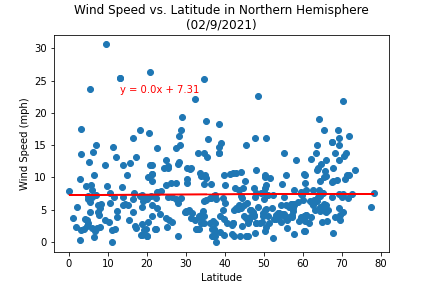 Wind Speed vs. Latitude in Northern Hemisphere
(02/9/2021)
30
25
y = 0.0x + 7.31
20
15
10
5
0
Wind Speed (mph)
0 10 20 30 40 50 60 70 80
Latitude